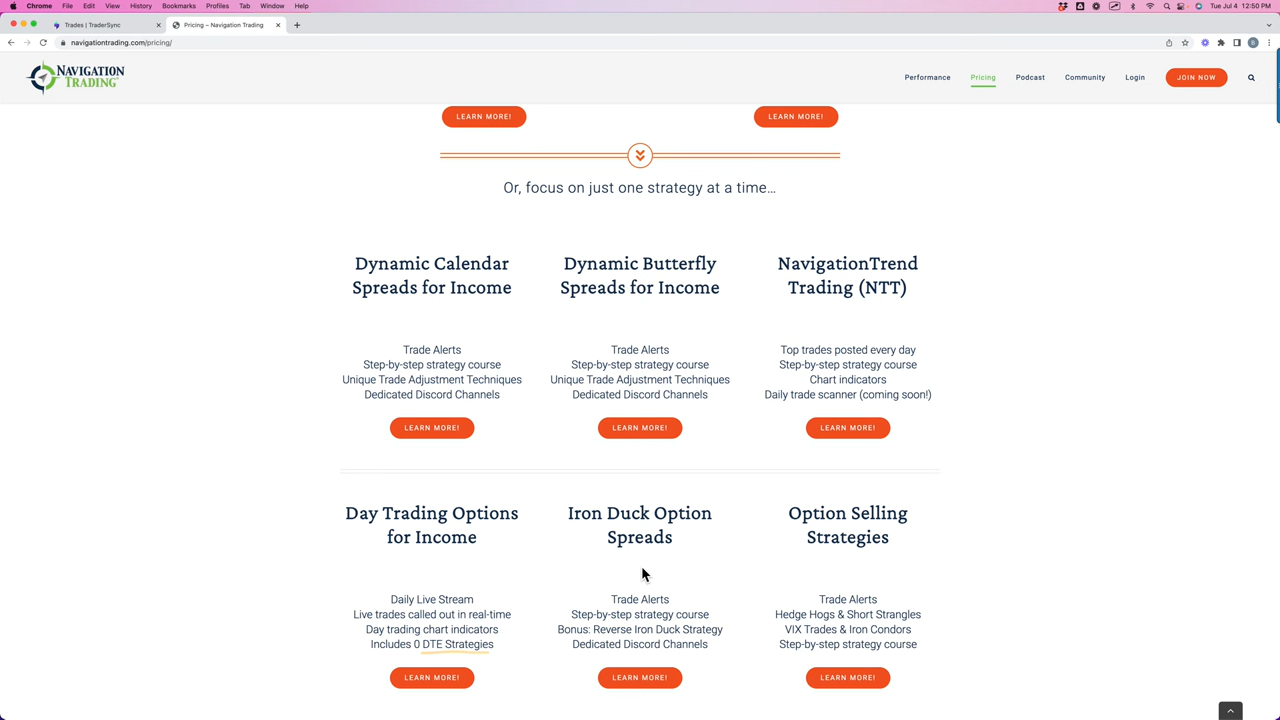 Chrome File Edit View History Bookmarks Profiles Tab Window Help
Tue Jul 4 12:50 PM
Trades | TraderSync
Pricing – Navigation Trading
navigationtrading.com/pricing/
NAVIGATION
TRADING
Performance Pricing Podcast Community Login JOIN NOW
LEARN MORE! LEARN MORE!
Or, focus on just one strategy at a time…
Dynamic Calendar
Spreads for Income
Trade Alerts
Step-by-step strategy course
Unique Trade Adjustment Techniques
Dedicated Discord Channels
LEARN MORE!
Dynamic Butterfly
Spreads for Income
Trade Alerts
Step-by-step strategy course
Unique Trade Adjustment Techniques
Dedicated Discord Channels
LEARN MORE!
NavigationTrend
Trading (NTT)
Top trades posted every day
Step-by-step strategy course
Chart indicators
Daily trade scanner (coming soon!)
LEARN MORE!
Day Trading Options
for Income
Daily Live Stream
Live trades called out in real-time
Day trading chart indicators
Includes 0 DTE Strategies
LEARN MORE!
Iron Duck Option
Spreads
Trade Alerts
Step-by-step strategy course
Bonus: Reverse Iron Duck Strategy
Dedicated Discord Channels
LEARN MORE!
Option Selling
Strategies
Trade Alerts
Hedge Hogs & Short Strangles
VIX Trades & Iron Condors
Step-by-step strategy course
LEARN MORE!